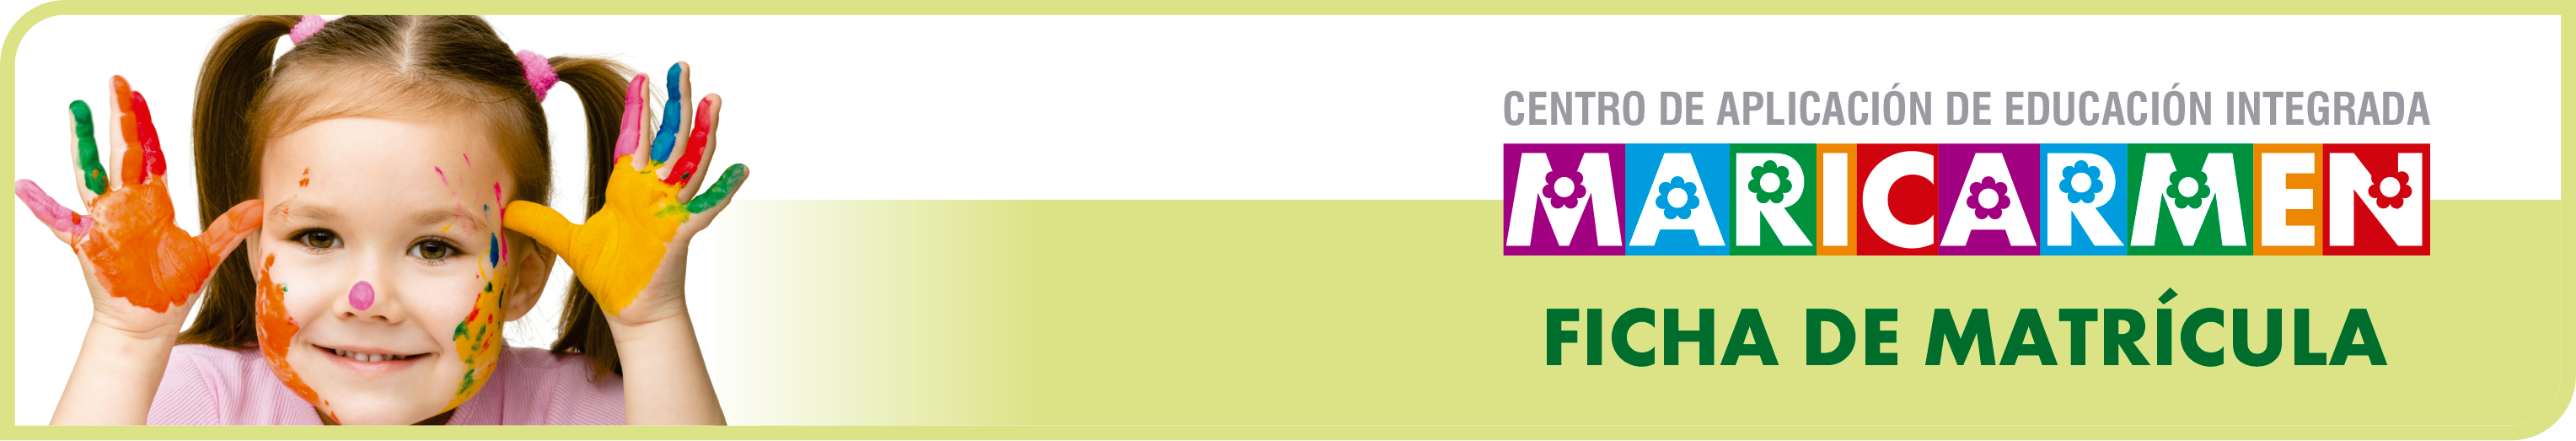 CENTRO DE APLICACIÓN DE EDUCACIÓN INTEGRADA
MARICARMEN
FICHA DE MATRÍCULA